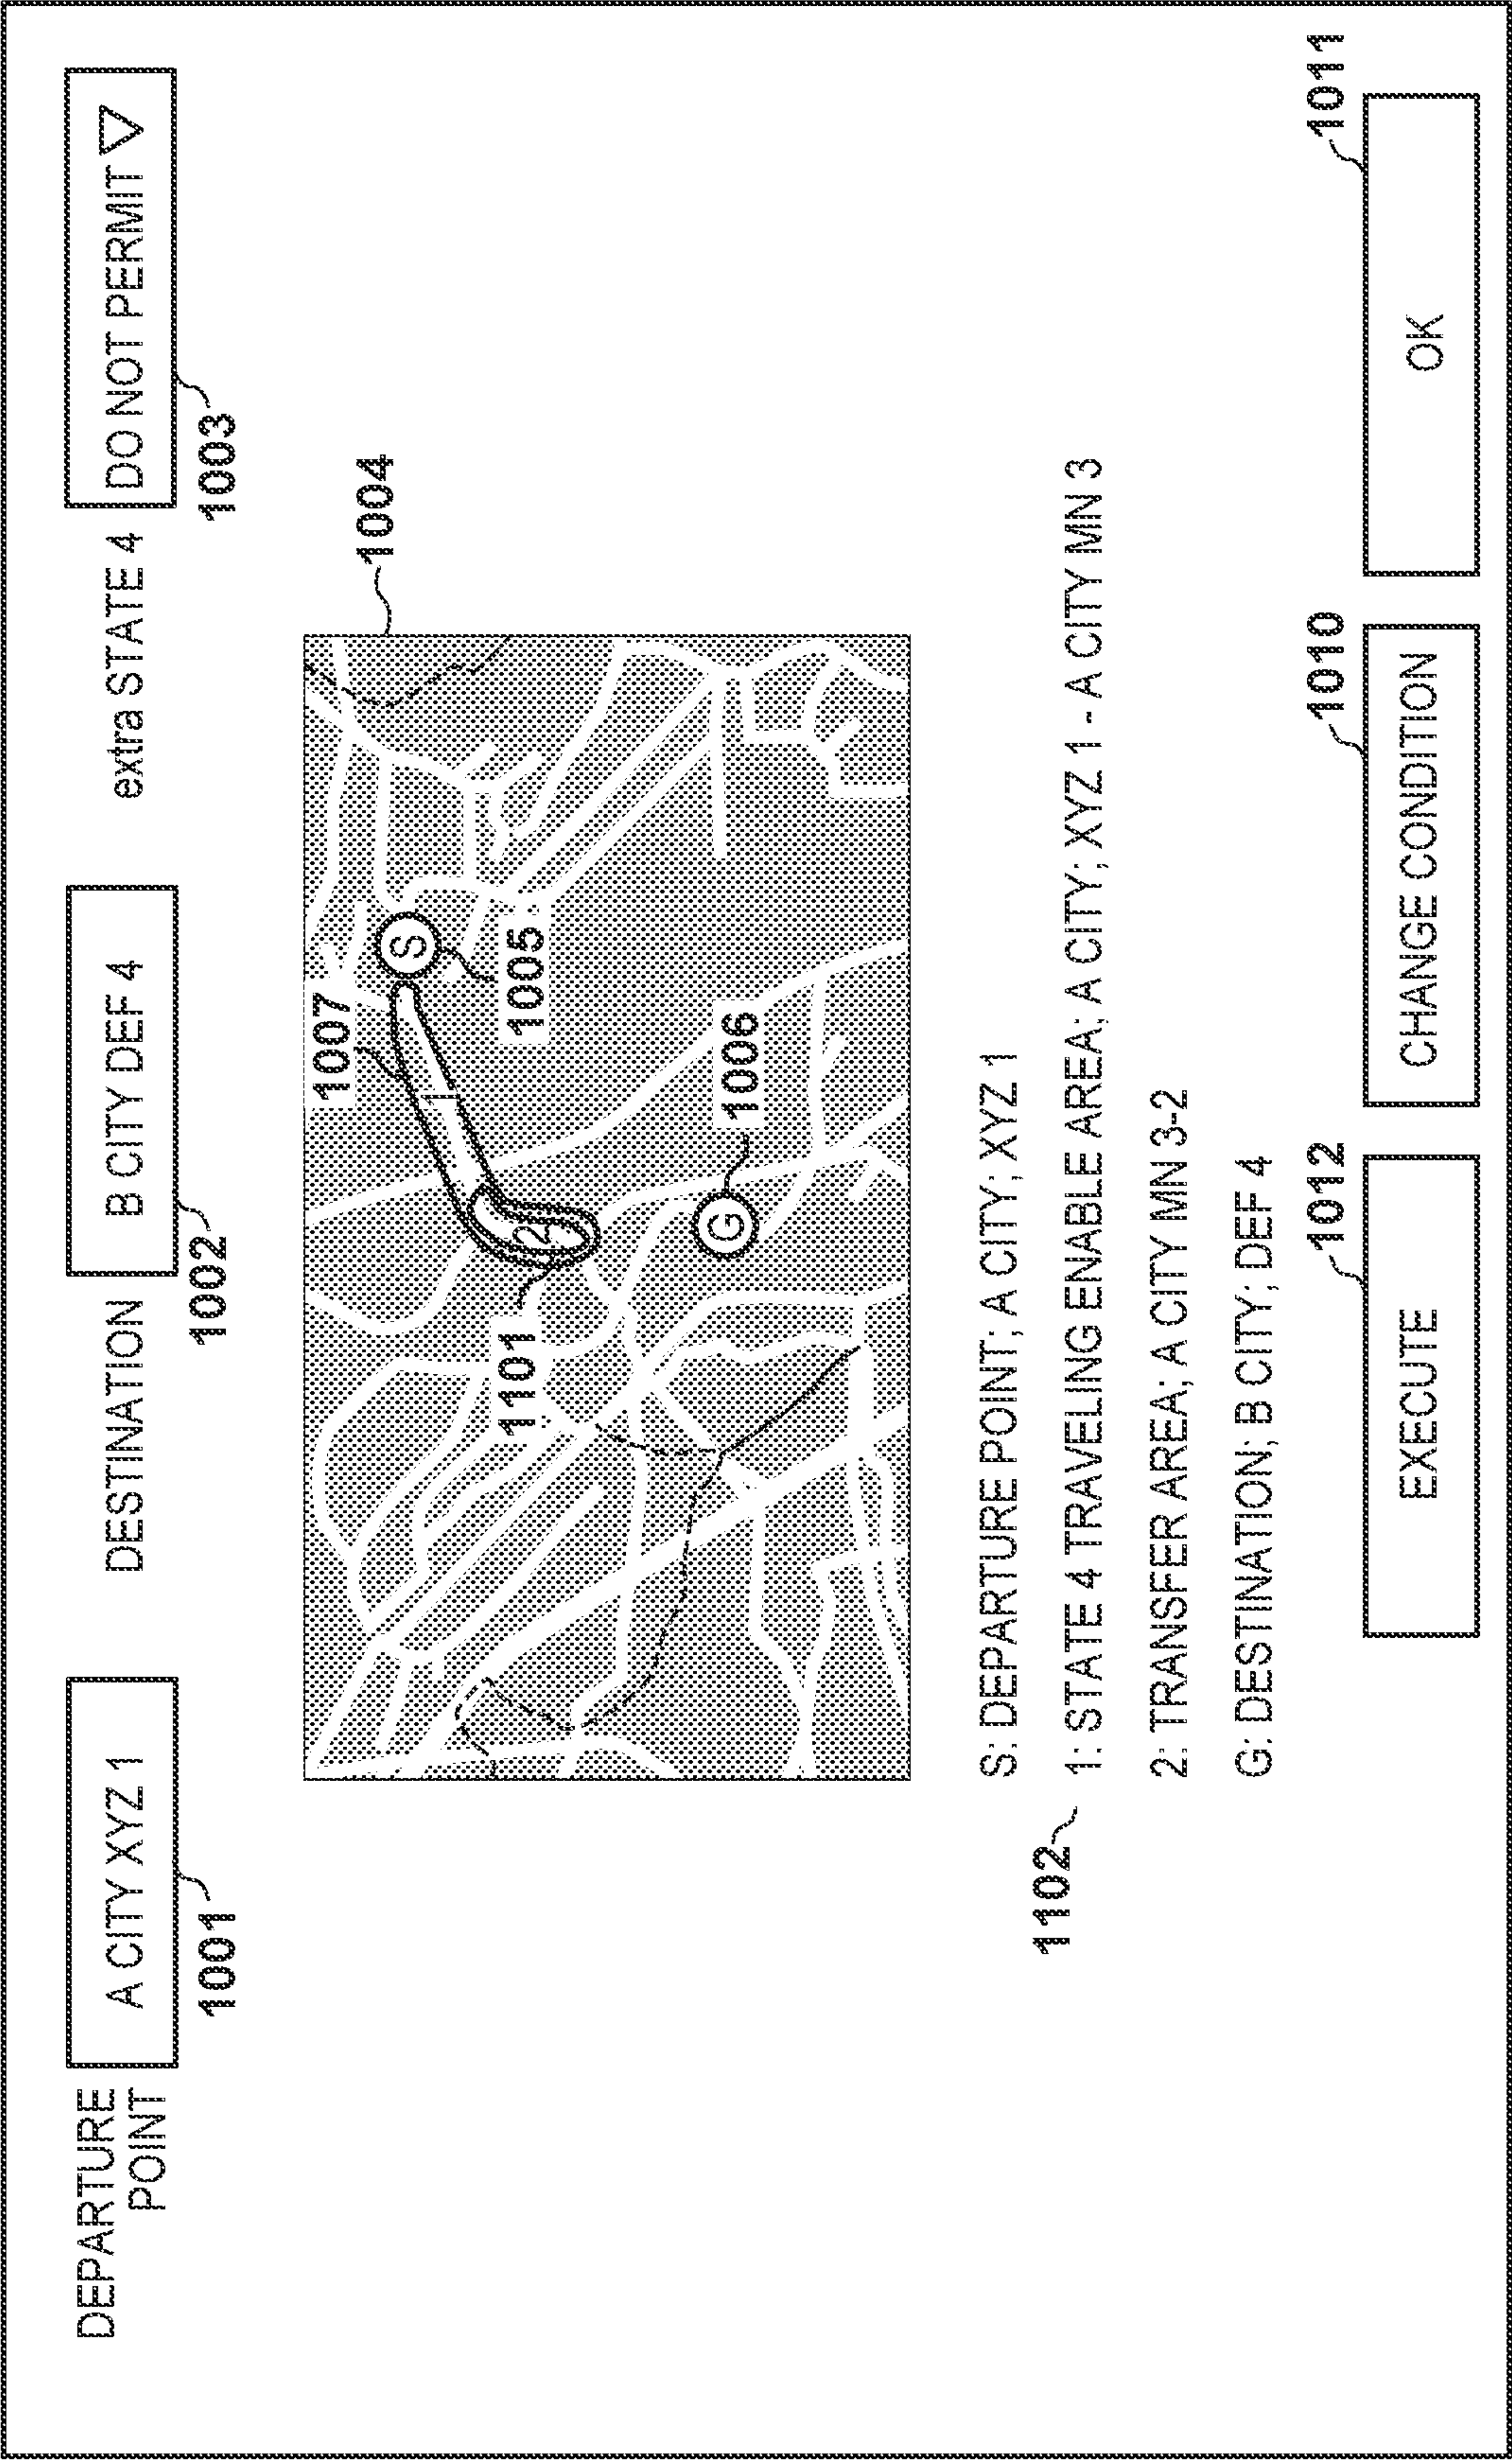 DEPARTURE
POINT
A CITY XYZ 1
1001
DESTINATION
B CITY DEF 4
1002
extra STATE 4
DO NOT PERMIT ▽
1003
1004
1007
1
S
1005
2
1101
G
1006
S: DEPARTURE POINT; A CITY; XYZ 1
1102
1: STATE 4 TRAVELING ENABLE AREA; A CITY; XYZ 1 - A CITY MN 3
2: TRANSFER AREA; A CITY MN 3-2
G: DESTINATION; B CITY; DEF 4
1012
EXECUTE
1010
CHANGE CONDITION
1011
OK